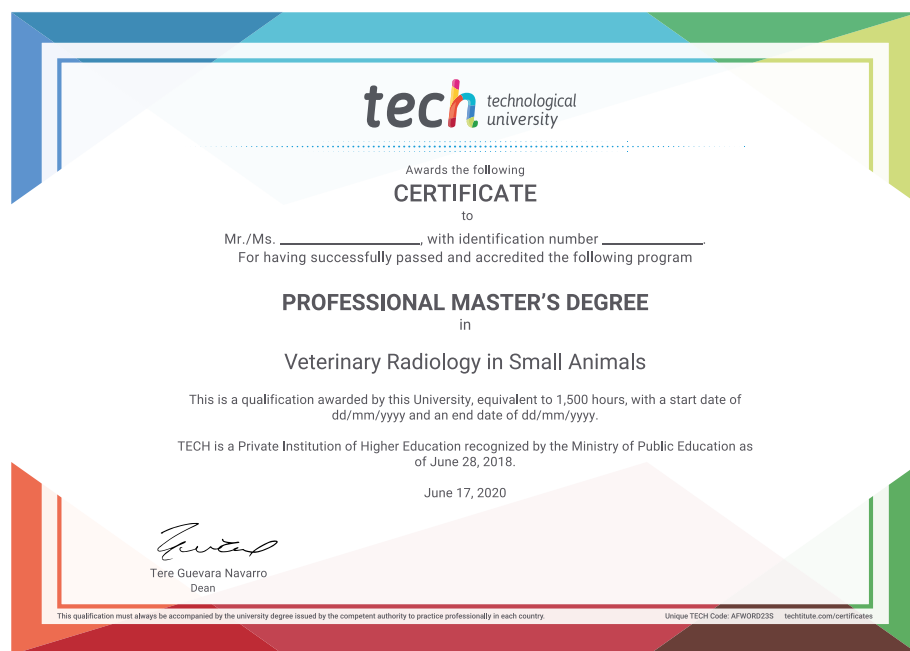 tech technological
university
Awards the following
CERTIFICATE
to
Mr./Ms. ____________________, with identification number ______________.
For having successfully passed and accredited the following program
PROFESSIONAL MASTER'S DEGREE
in
Veterinary Radiology in Small Animals
This is a qualification awarded by this University, equivalent to 1,500 hours, with a start date of
dd/mm/yyyy and an end date of dd/mm/yyyy.
TECH is a Private Institution of Higher Education recognized by the Ministry of Public Education as
of June 28, 2018.
June 17, 2020
Tere Guevara Navarro
Dean
This qualification must always be accompanied by the university degree issued by the competent authority to practice professionally in each country.
Unique TECH Code: AFWORD23S techtitute.com/certificates